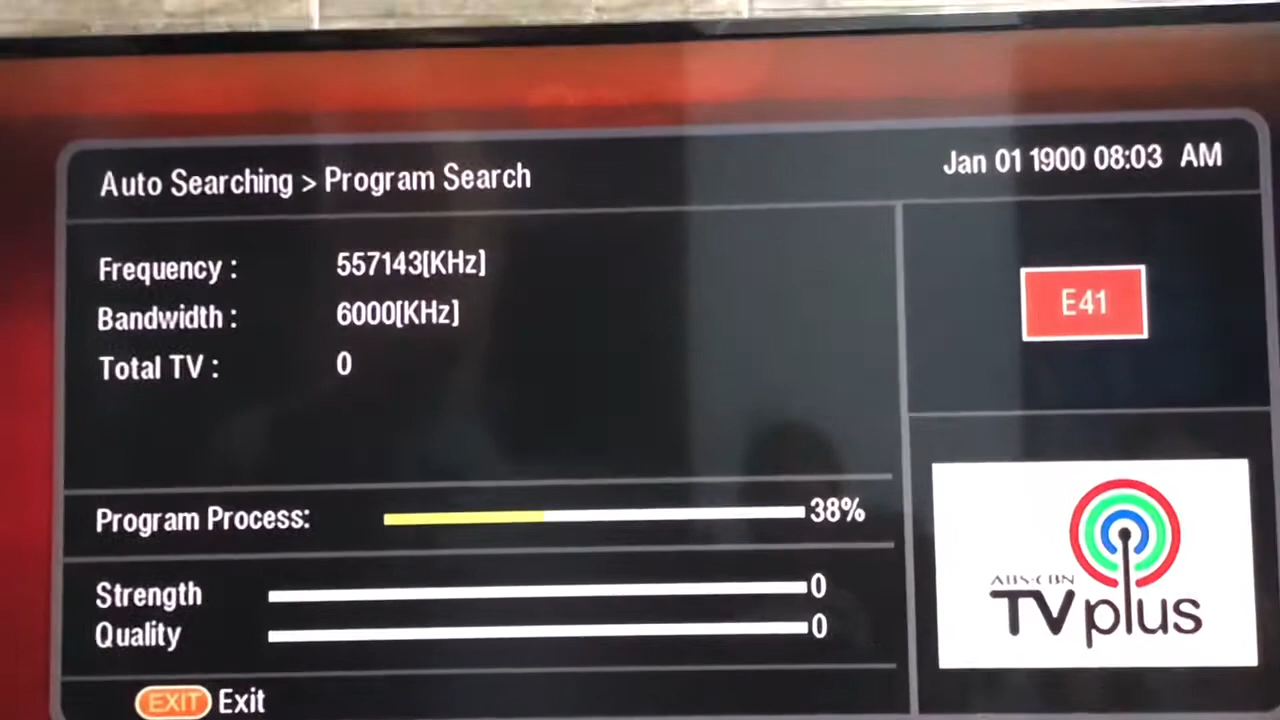 Auto Searching > Program Search
Jan 01 1900 08:03 AM
Frequency : 557143[KHz]
Bandwidth : 6000[KHz]
Total TV : 0
E41
Program Process: 38%
Strength 0
Quality 0
ABS-CBN
TVplus
EXIT Exit